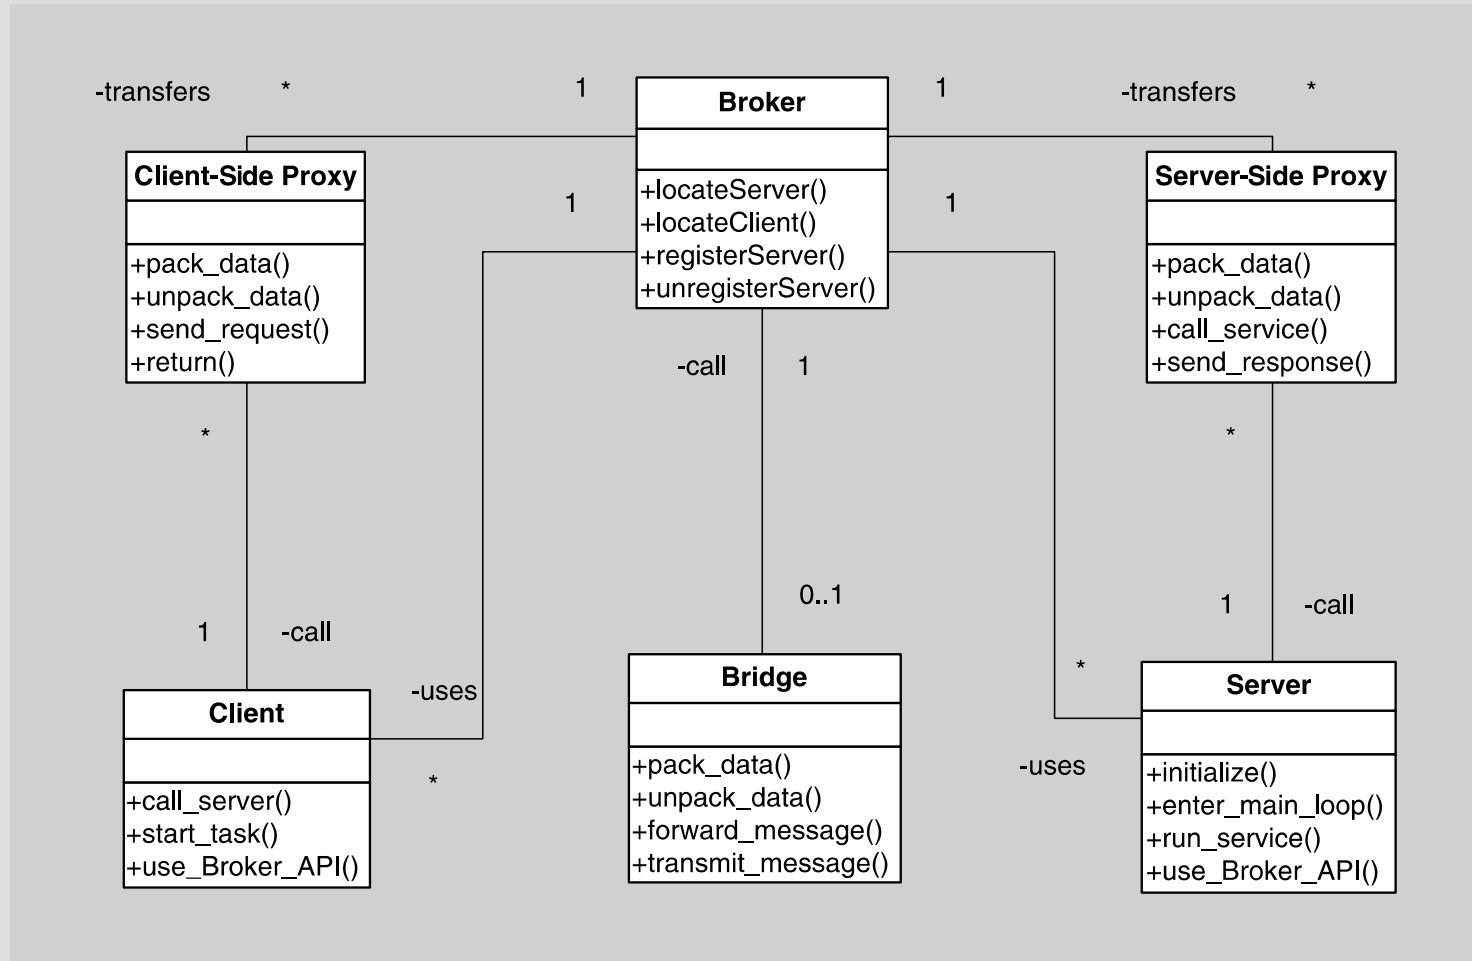 -transfers * 1 1 -transfers *
Broker
+locateServer()
+locateClient()
+registerServer()
+unregisterServer()
Client-Side Proxy
+pack_data()
+unpack_data()
+send_request()
+return()
Server-Side Proxy
+pack_data()
+unpack_data()
+call_service()
+send_response()
1
1
-call 1
*
*
0..1
1 -call
1 -call
-uses
*
*
-uses
Client
+call_server()
+start_task()
+use_Broker_API()
Bridge
+pack_data()
+unpack_data()
+forward_message()
+transmit_message()
Server
+initialize()
+enter_main_loop()
+run_service()
+use_Broker_API()